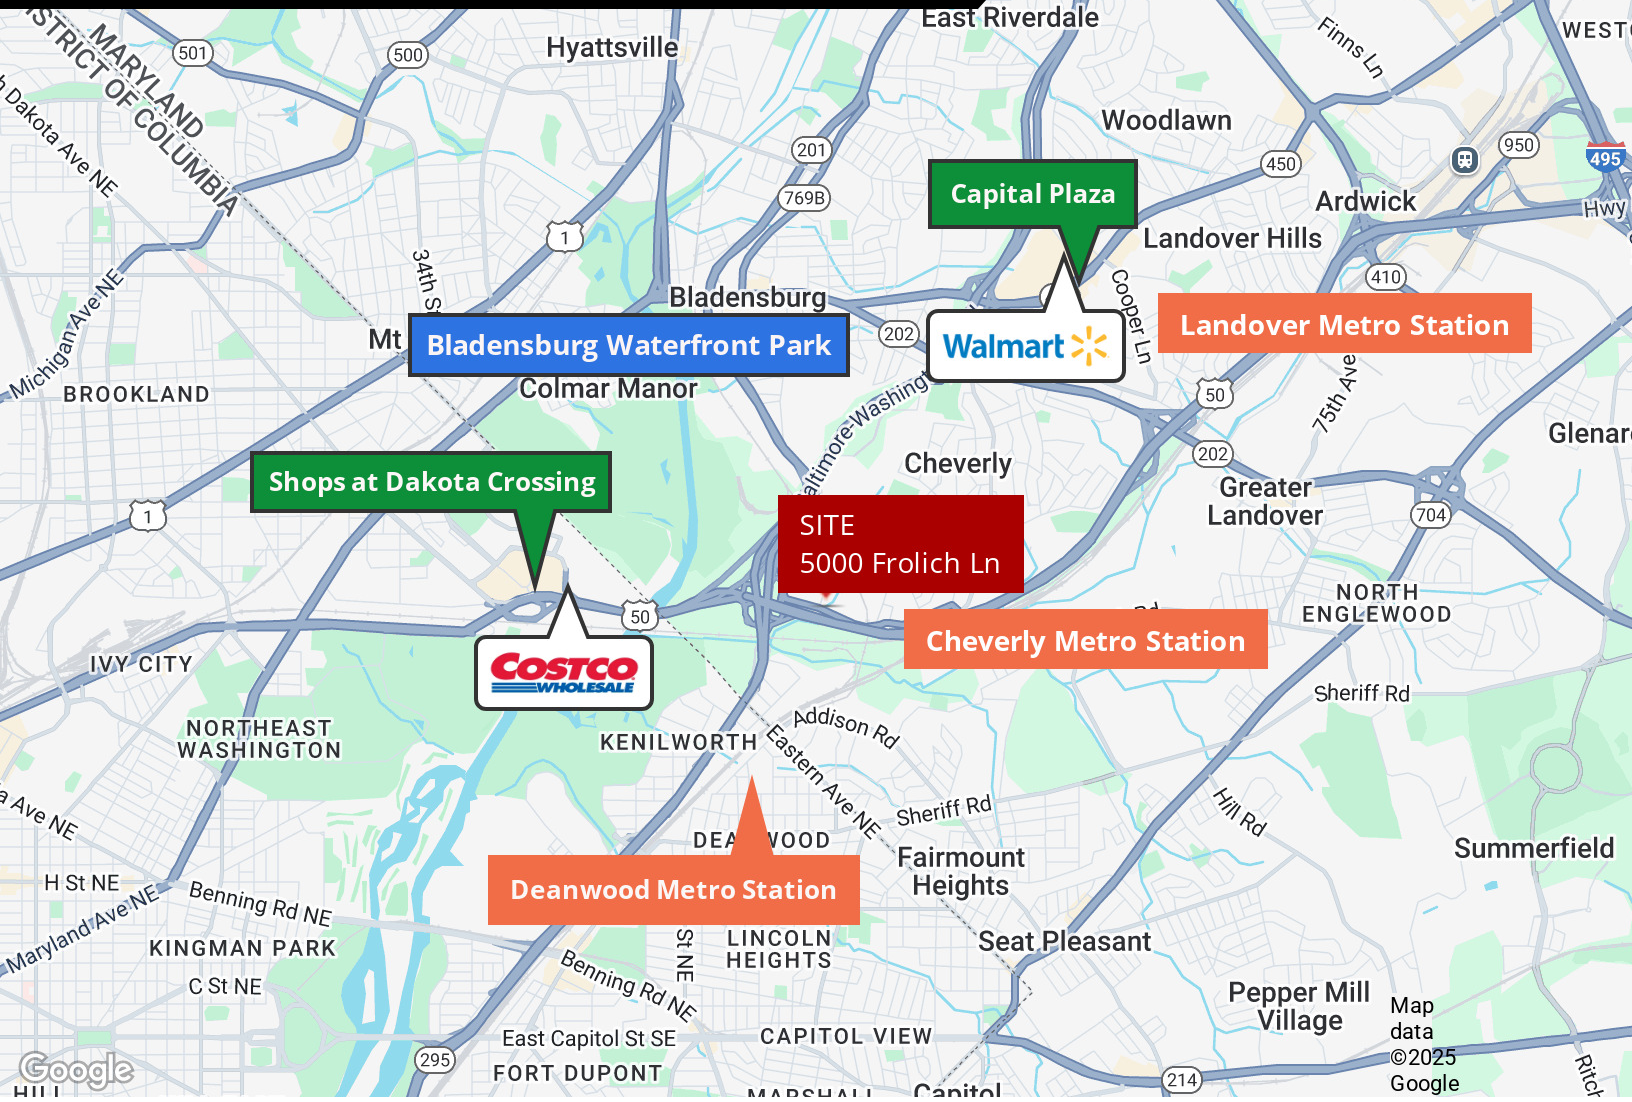 East Riverdale
Finns Ln
WEST
MARYLAND
DISTRICT OF COLUMBIA
501
500
Hyattsville
Dakota Ave NE
Woodlawn
201
450
950
495
Capital Plaza
769B
Ardwick
Hwy
1
Landover Hills
34th St
410
Cooper Ln
Michigan Ave NE
Bladensburg
Landover Metro Station
Mt
Bladensburg Waterfront Park
202
Walmart
75th Ave
BROOKLAND
Colmar Manor
Baltimore-Washingt
50
Glenar
Cheverly
202
Shops at Dakota Crossing
Greater
Landover
1
704
SITE
5000 Frolich Ln
NORTH
ENGLEWOOD
50
Rd
Cheverly Metro Station
IVY CITY
COSTCO
WHOLESALE
Sheriff Rd
NORTHEAST
WASHINGTON
KENILWORTH
Addison Rd
Eastern Ave NE
a Ave NE
Sheriff Rd
Hill Rd
DEANWOOD
Fairmount
Heights
Summerfield
H St NE
Benning Rd NE
Deanwood Metro Station
Maryland Ave NE
KINGMAN PARK
St NE
LINCOLN
HEIGHTS
Seat Pleasant
C St NE
Benning Rd NE
Pepper Mill
Village
Map
data
©2025
Google
East Capitol St SE
CAPITOL VIEW
295
Google
FORT DUPONT
214
Ritch
HILL
MARSHALL
Capitol